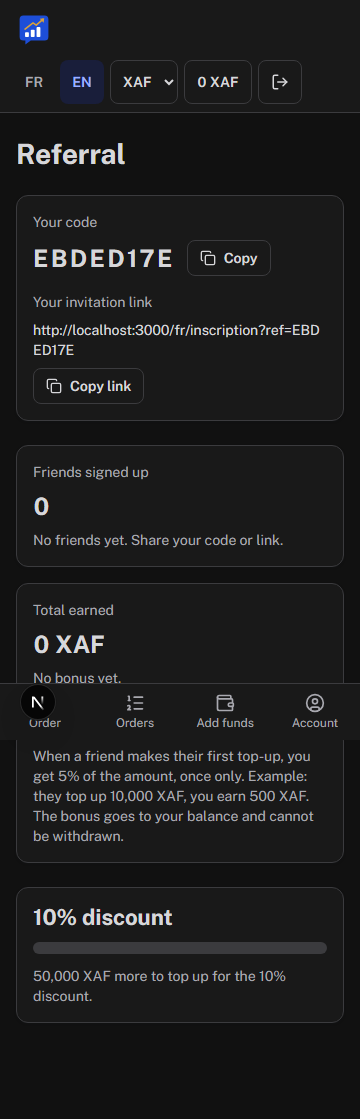 FR
EN
XAF
0 XAF
Referral
Your code
EBDED17E
Copy
Your invitation link
http://localhost:3000/fr/inscription?ref=EBD
ED17E
Copy link
Friends signed up
0
No friends yet. Share your code or link.
Total earned
0 XAF
No bonus yet.
N
Order
Orders
Add funds
Account
When a friend makes their first top-up, you
get 5% of the amount, once only. Example:
they top up 10,000 XAF, you earn 500 XAF.
The bonus goes to your balance and cannot
be withdrawn.
10% discount
50,000 XAF more to top up for the 10%
discount.